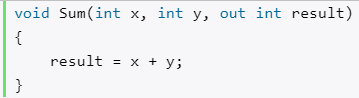 void Sum(int x, int y, out int result)
{
    result = x + y;
}